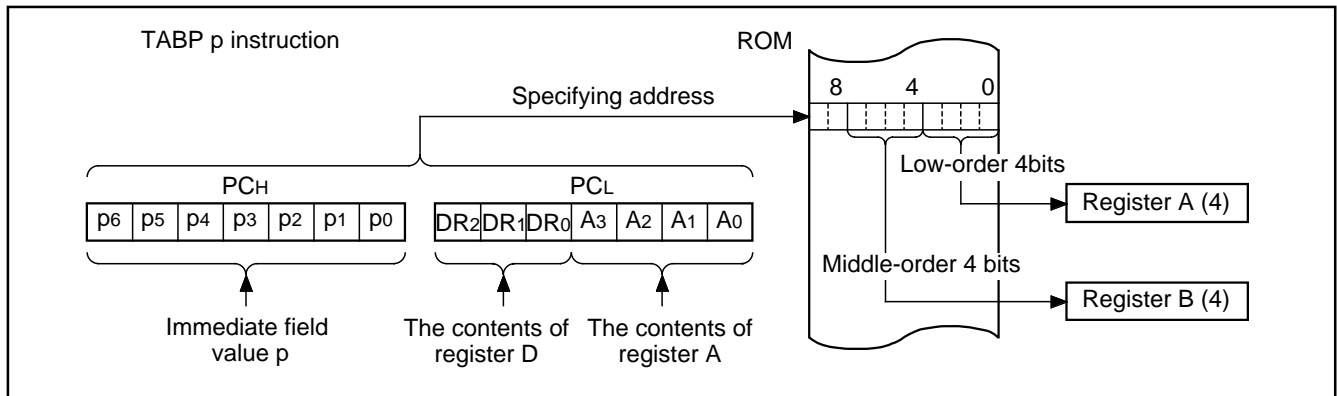 TABP p instruction
ROM
8 4 0
Specifying address
Low-order 4bits
PCH PCL
p6 p5 p4 p3 p2 p1 p0 DR2 DR1 DR0 A3 A2 A1 A0
Register A (4)
Middle-order 4 bits
Register B (4)
Immediate field
value p
The contents of
register D
The contents of
register A